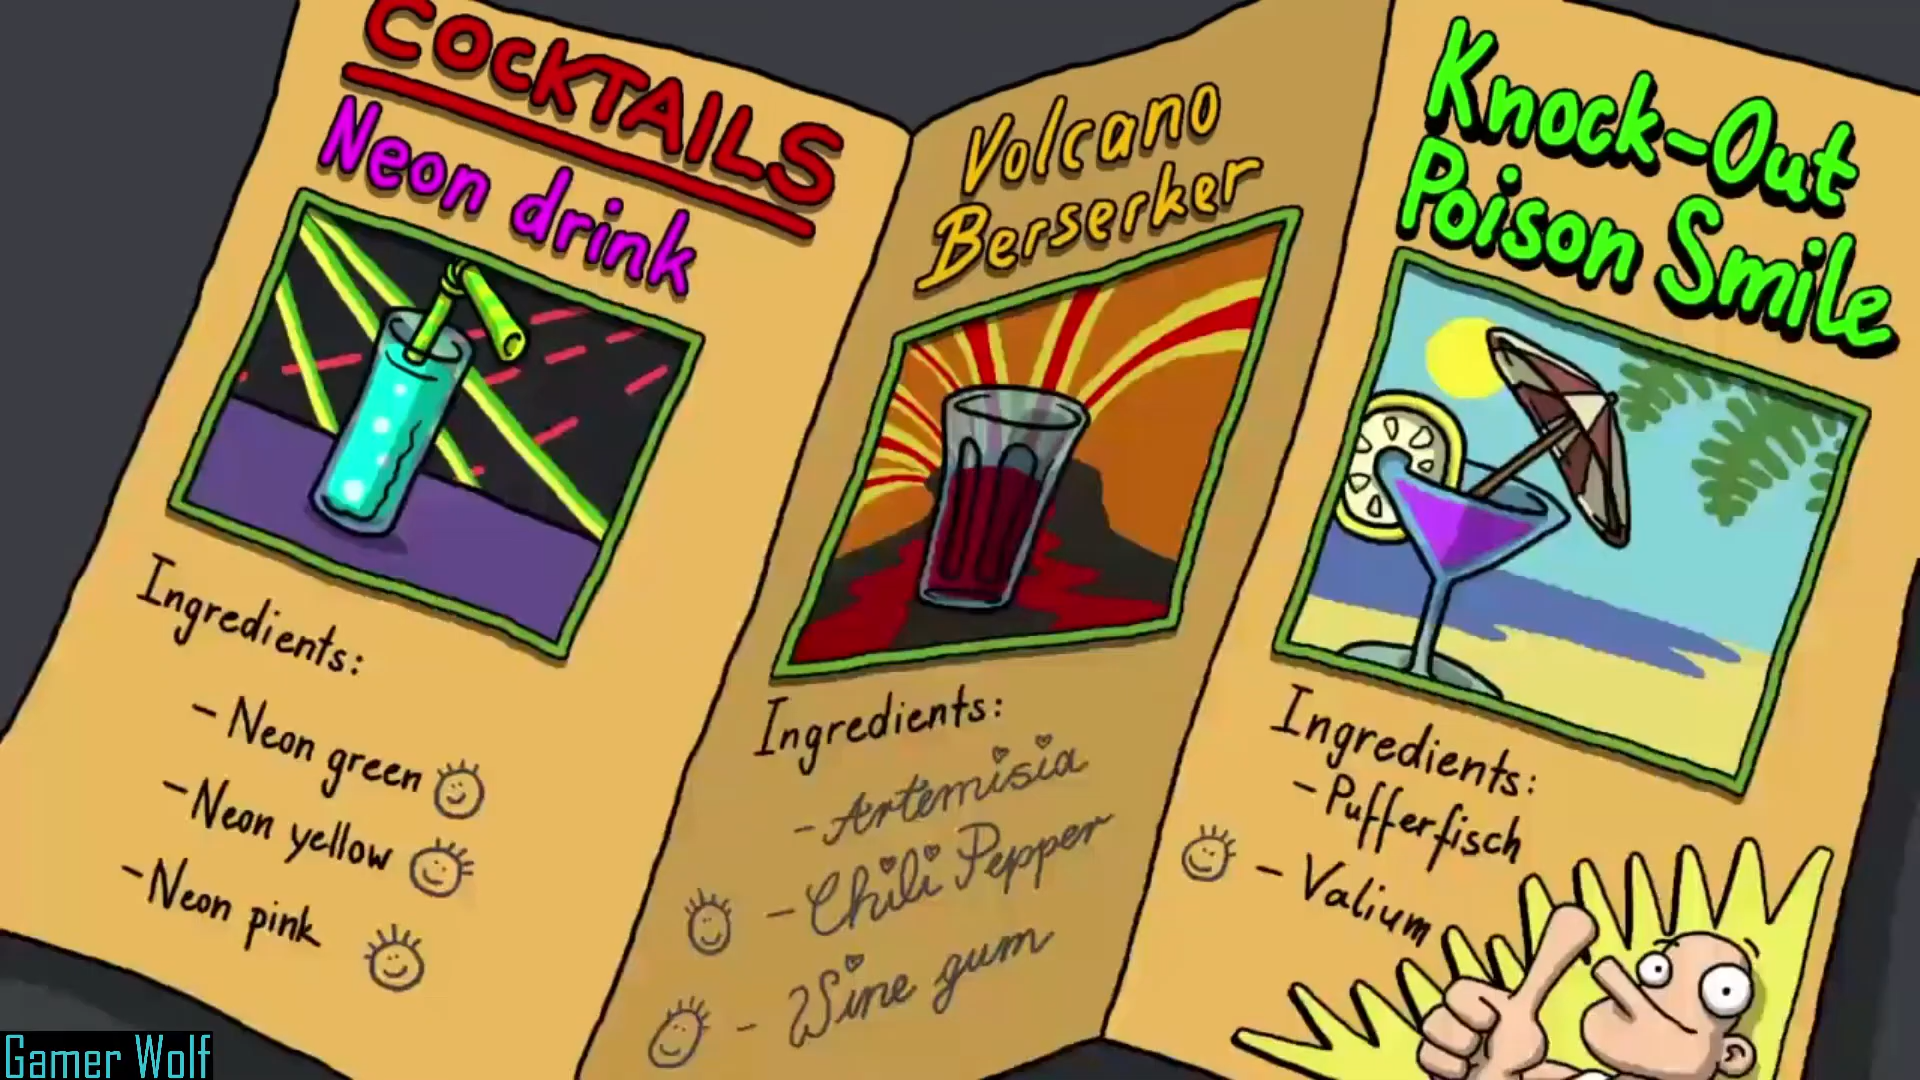 COCKTAILS
Neon drink
Ingredients:
- Neon green
- Neon yellow
- Neon pink
Volcano
Berserker
Ingredients:
- Artemisia
- Chili Pepper
- Wine gum
Knock-Out
Poison Smile
Ingredients:
- Pufferfisch
- Valium
Gamer Wolf